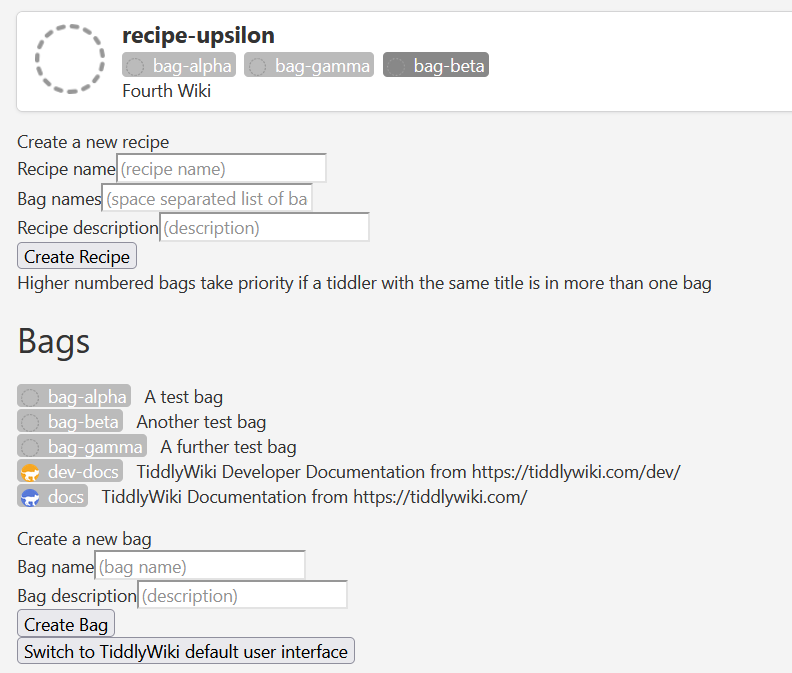 recipe-upsilon
bag-alpha bag-gamma bag-beta
Fourth Wiki
Create a new recipe
Recipe name (recipe name)
Bag names (space separated list of ba
Recipe description (description)
Create Recipe
Higher numbered bags take priority if a tiddler with the same title is in more than one bag
Bags
bag-alpha A test bag
bag-beta Another test bag
bag-gamma A further test bag
dev-docs TiddlyWiki Developer Documentation from https://tiddlywiki.com/dev/
docs TiddlyWiki Documentation from https://tiddlywiki.com/
Create a new bag
Bag name (bag name)
Bag description (description)
Create Bag
Switch to TiddlyWiki default user interface